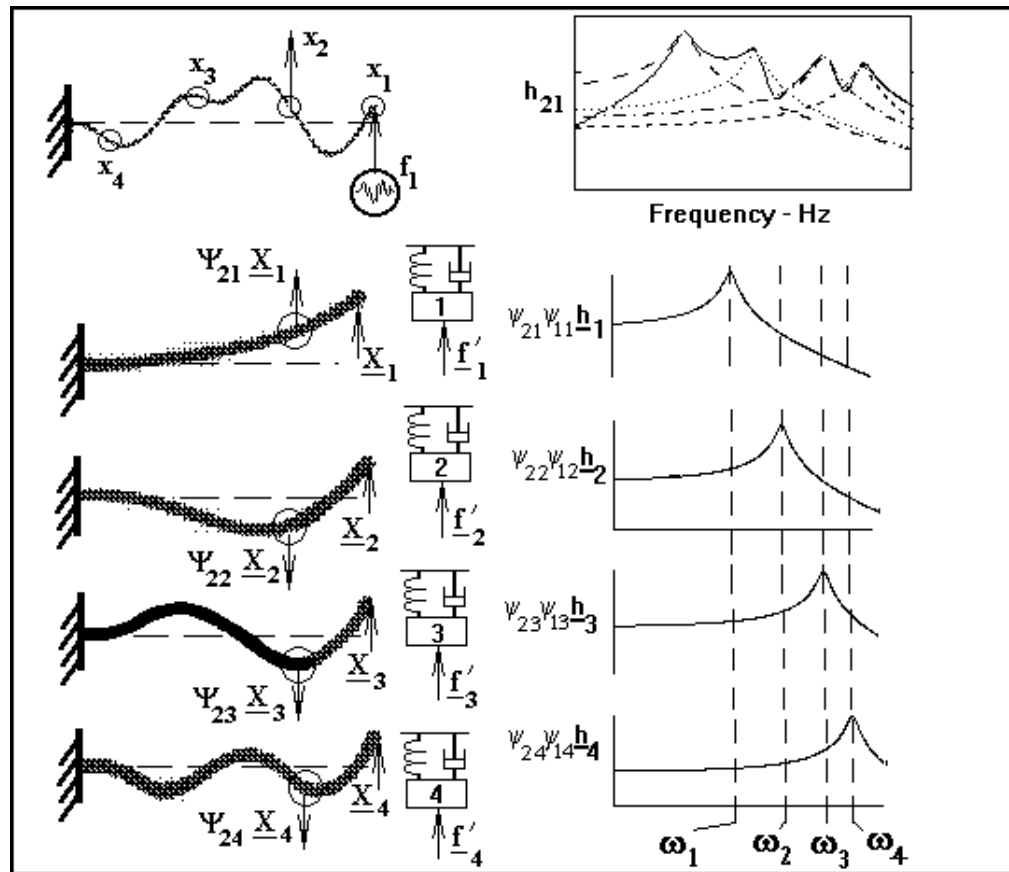 x₂
x₃
x₁
x₄
f₁
h₂₁
Frequency - Hz
Ψ₂₁ X₁
X₁
1
f′₁
ψ₂₁ψ₁₁h₁
2
X₂
f′₂
Ψ₂₂ X₂
ψ₂₂ψ₁₂h₂
3
X₃
f′₃
Ψ₂₃ X₃
ψ₂₃ψ₁₃h₃
4
X₄
f′₄
Ψ₂₄ X₄
ψ₂₄ψ₁₄h₄
ω₁ ω₂ ω₃ ω₄